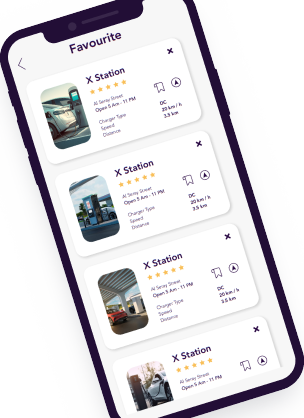 Favourite
X Station
Al Seray Street
Open 5 Am - 11 PM
Charger Type DC
Speed 20 km / h
Distance 3.5 km
X Station
Al Seray Street
Open 5 Am - 11 PM
Charger Type DC
Speed 20 km / h
Distance 3.5 km
X Station
Al Seray Street
Open 5 Am - 11 PM
Charger Type DC
Speed 20 km / h
Distance 3.5 km
X Station
Al Seray Street
Open 5 Am - 11 PM